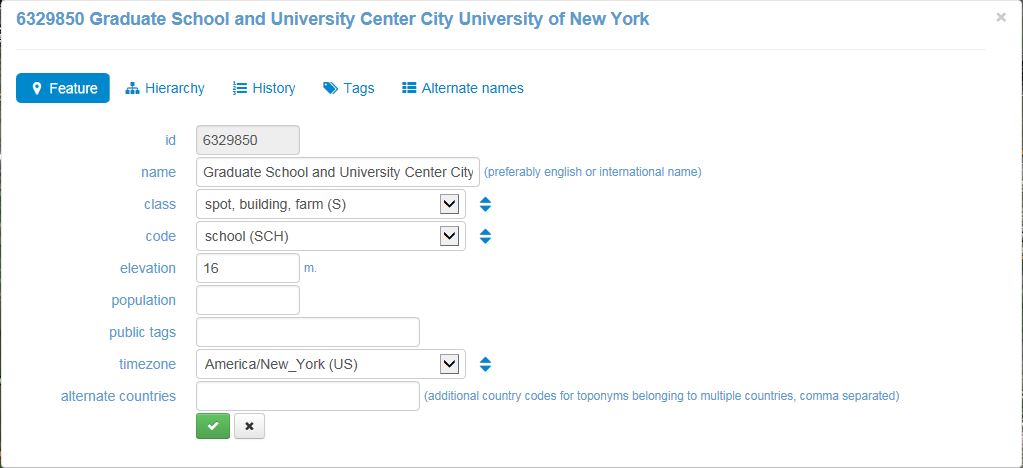 6329850 Graduate School and University Center City University of New York
Feature Hierarchy History Tags Alternate names
id 6329850
name Graduate School and University Center City (preferably english or international name)
class spot, building, farm (S)
code school (SCH)
elevation 16 m.
population
public tags
timezone America/New_York (US)
alternate countries (additional country codes for toponyms belonging to multiple countries, comma separated)